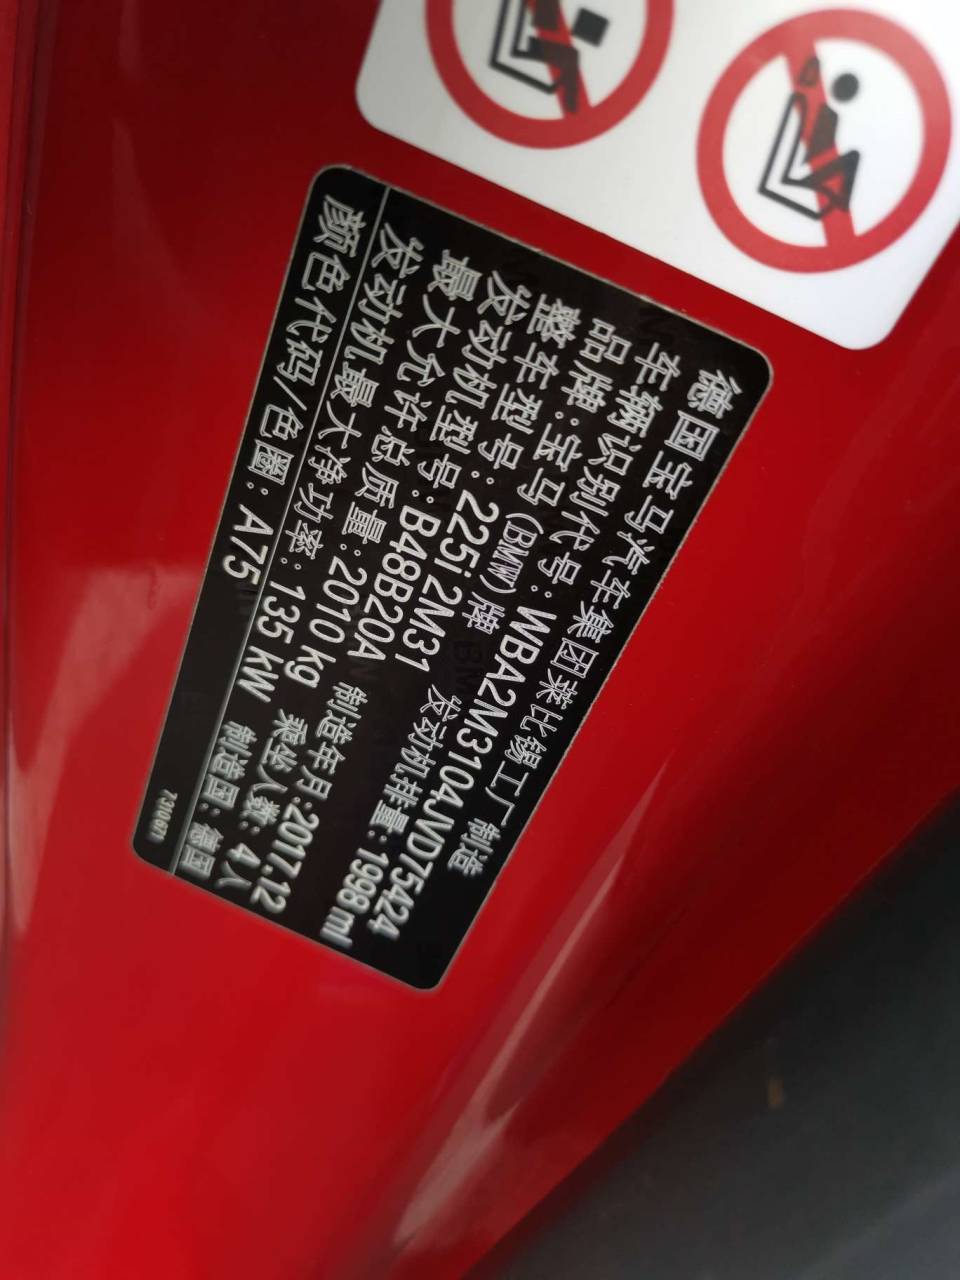 德国宝马汽车集团莱比锡工厂 制造
车辆识别代号：WBA2M3104JVD75424
品牌：宝马（BMW）牌
整车型号：225i 2M31 发动机排量：1998 ml
发动机型号：B48B20A 制造年月：2017.12
最大允许总质量：2010 kg 乘坐人数：4人
发动机最大净功率：135 kW 制造国：德国
颜色代码/色圈：A75
7310671